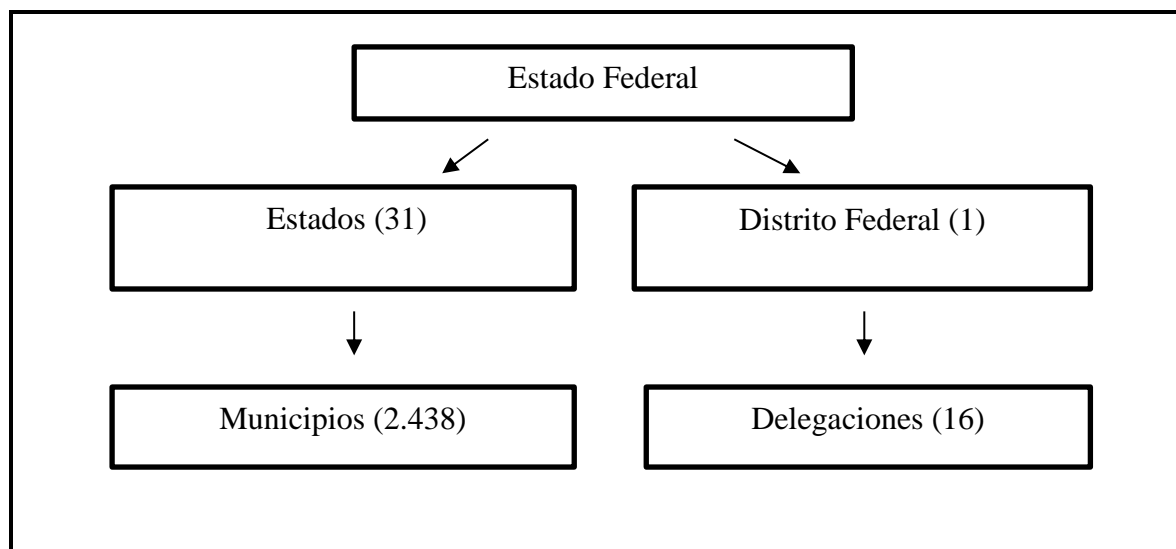 Estado Federal
Estados (31)
Distrito Federal (1)
Municipios (2.438)
Delegaciones (16)